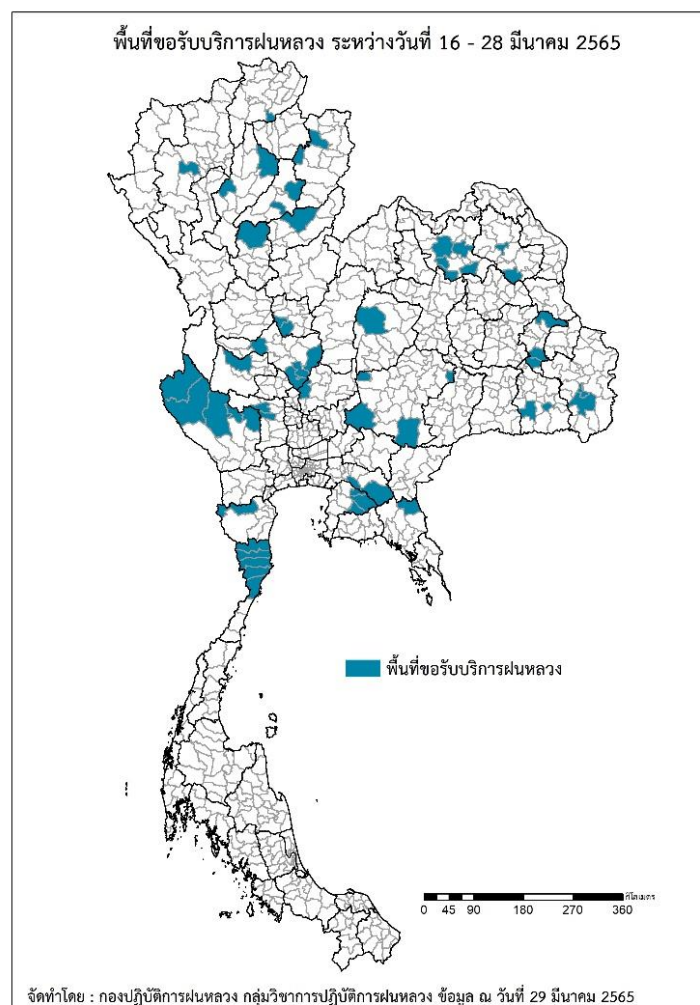 พื้นที่ขอรับบริการฝนหลวง ระหว่างวันที่ 16 - 28 มีนาคม 2565
พื้นที่ขอรับบริการฝนหลวง
กิโลเมตร
0 45 90 180 270 360
จัดทำโดย : กองปฏิบัติการฝนหลวง กลุ่มวิชาการปฏิบัติการฝนหลวง ข้อมูล ณ วันที่ 29 มีนาคม 2565